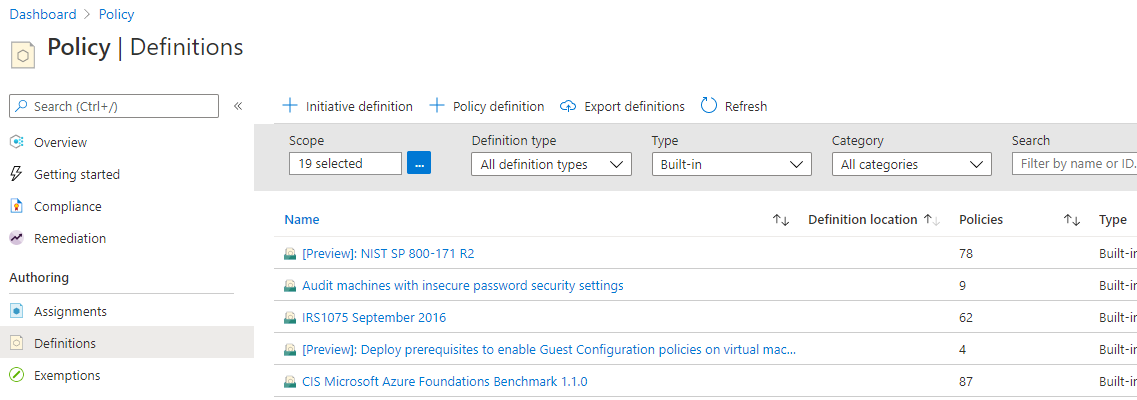 Dashboard > Policy
Policy | Definitions
Search (Ctrl+/)
«
Overview
Getting started
Compliance
Remediation
Authoring
Assignments
Definitions
Exemptions
+ Initiative definition + Policy definition Export definitions Refresh
Scope Definition type Type Category Search
19 selected ... All definition types Built-in All categories Filter by name or ID.
Name Definition location Policies Type
[Preview]: NIST SP 800-171 R2 78 Built-in
Audit machines with insecure password security settings 9 Built-in
IRS1075 September 2016 62 Built-in
[Preview]: Deploy prerequisites to enable Guest Configuration policies on virtual mac... 4 Built-in
CIS Microsoft Azure Foundations Benchmark 1.1.0 87 Built-in